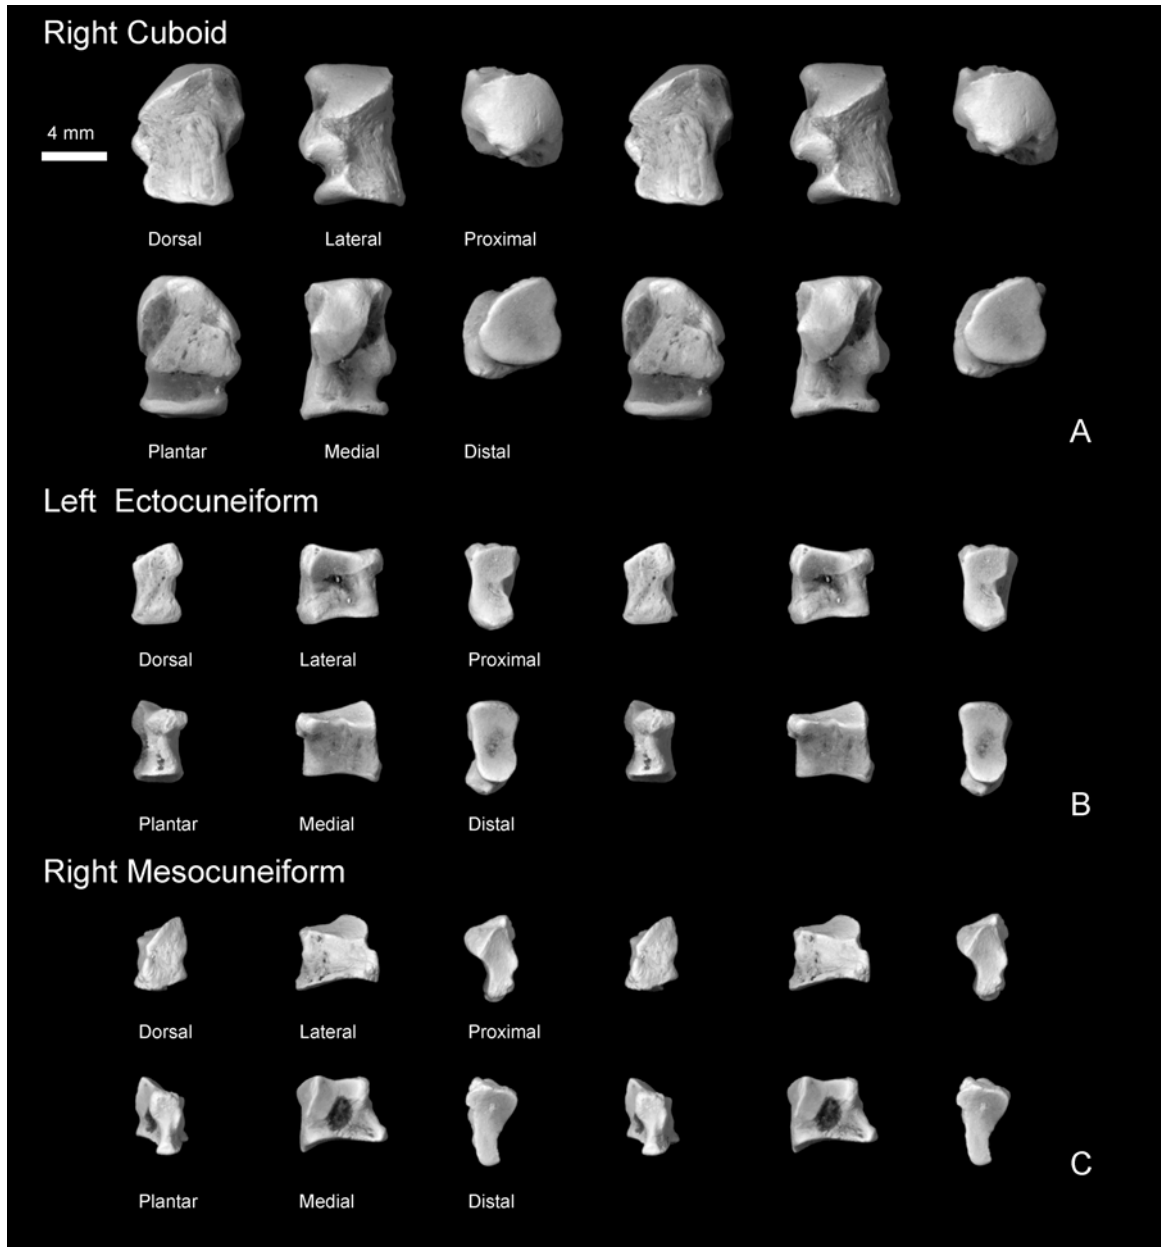 Right Cuboid
4 mm
Dorsal Lateral Proximal
Plantar Medial Distal
A
Left Ectocuneiform
Dorsal Lateral Proximal
Plantar Medial Distal
B
Right Mesocuneiform
Dorsal Lateral Proximal
Plantar Medial Distal
C